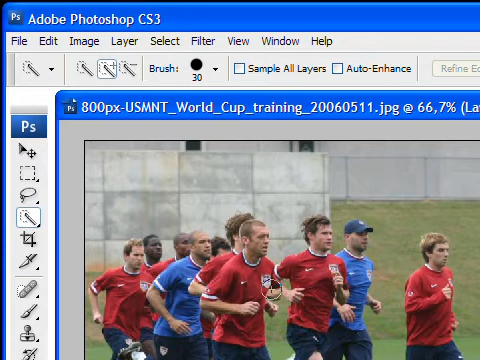 Ps Adobe Photoshop CS3
File Edit Image Layer Select Filter View Window Help
Brush: 30 Sample All Layers Auto-Enhance Refine Ed
800px-USMNT_World_Cup_training_20060511.jpg @ 66,7% (La
Ps